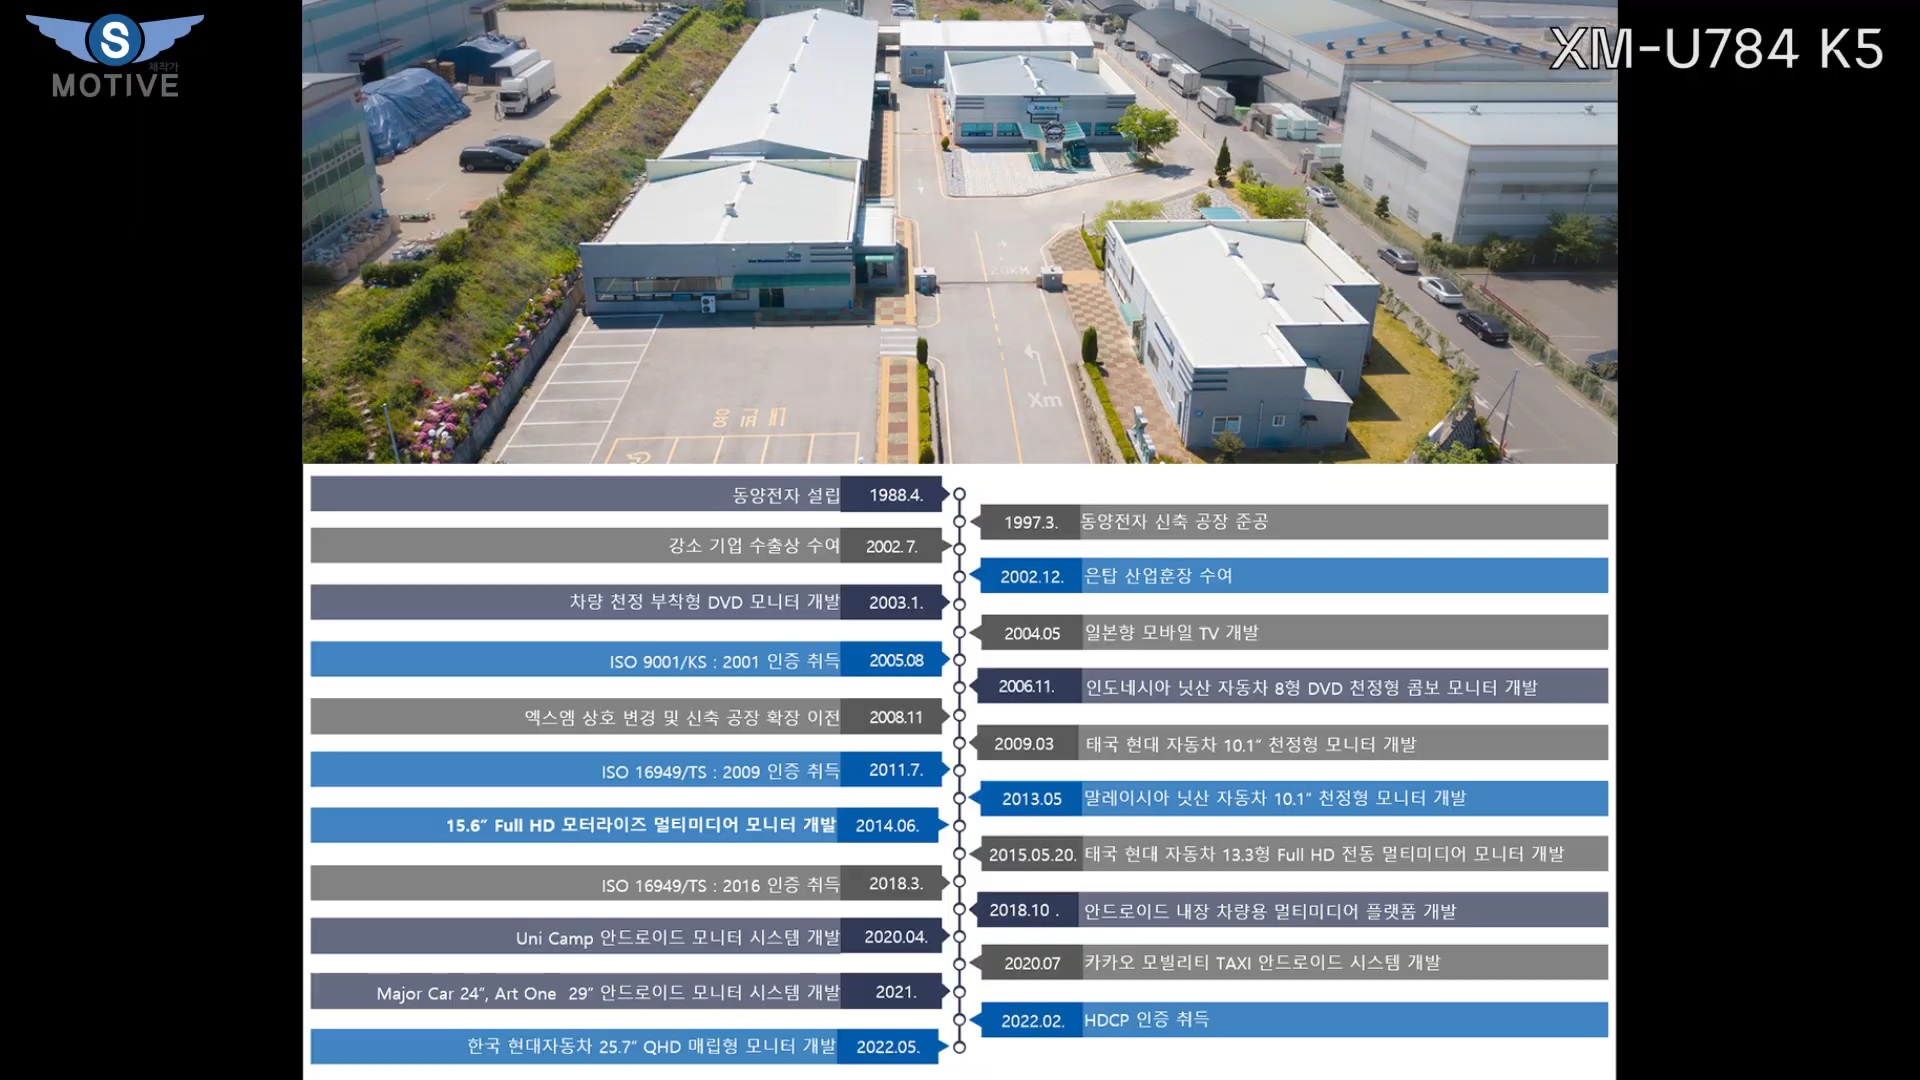 S
제작가
MOTIVE
XM-U784 K5
Xm
Xm
동양전자 설립 1988.4.
1997.3. 동양전자 신축 공장 준공
강소 기업 수출상 수여 2002.7.
2002.12. 은탑 산업훈장 수여
차량 천정 부착형 DVD 모니터 개발 2003.1.
2004.05 일본향 모바일 TV 개발
ISO 9001/KS : 2001 인증 취득 2005.08
2006.11. 인도네시아 닛산 자동차 8형 DVD 천정형 콤보 모니터 개발
엑스엠 상호 변경 및 신축 공장 확장 이전 2008.11
2009.03 태국 현대 자동차 10.1“ 천정형 모니터 개발
ISO 16949/TS : 2009 인증 취득 2011.7.
2013.05 말레이시아 닛산 자동차 10.1” 천정형 모니터 개발
15.6” Full HD 모터라이즈 멀티미디어 모니터 개발 2014.06.
2015.05.20. 태국 현대 자동차 13.3형 Full HD 전동 멀티미디어 모니터 개발
ISO 16949/TS : 2016 인증 취득 2018.3.
2018.10 . 안드로이드 내장 차량용 멀티미디어 플랫폼 개발
Uni Camp 안드로이드 모니터 시스템 개발 2020.04.
2020.07 카카오 모빌리티 TAXI 안드로이드 시스템 개발
Major Car 24”, Art One 29” 안드로이드 모니터 시스템 개발 2021.
2022.02. HDCP 인증 취득
한국 현대자동차 25.7” QHD 매립형 모니터 개발 2022.05.